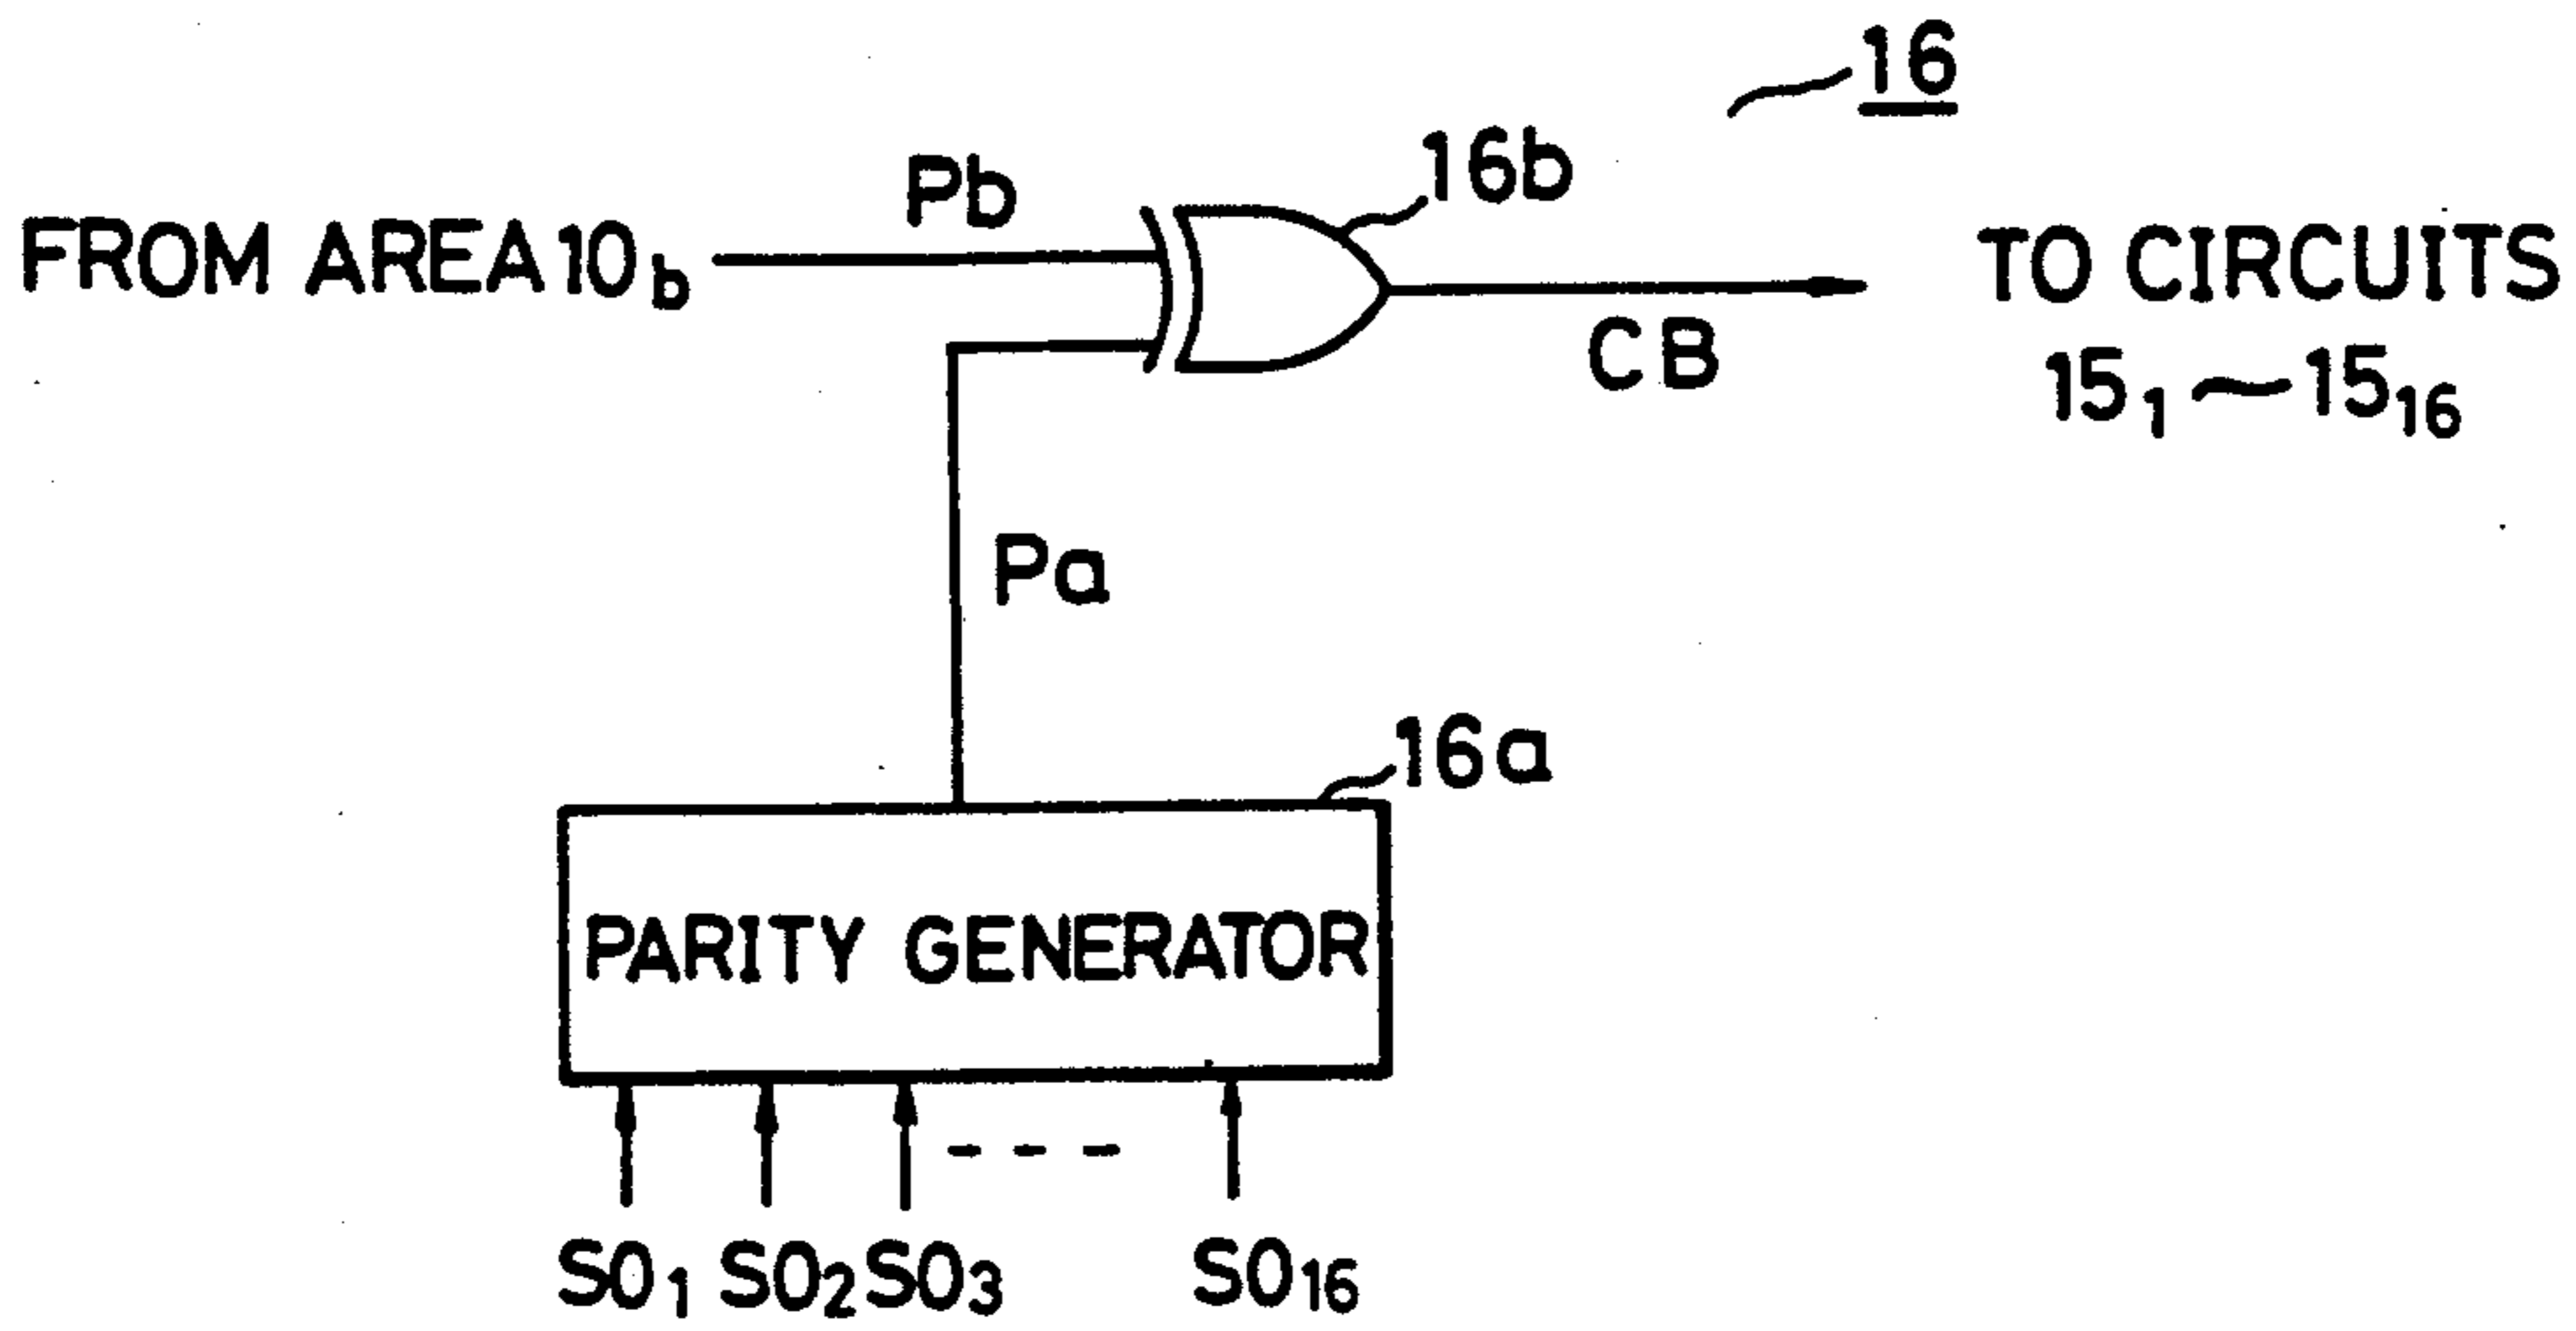 16
16b
Pb
FROM AREA 10b
TO CIRCUITS
15₁~15₁₆
CB
Pa
16a
PARITY GENERATOR
SO₁ SO₂ SO₃ --- SO₁₆